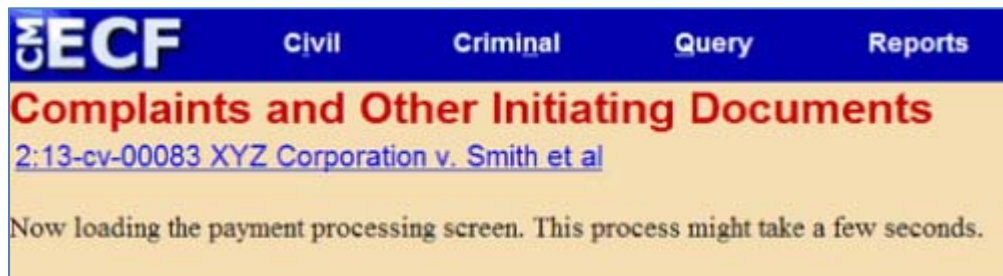 CM ECF Civil Criminal Query Reports
Complaints and Other Initiating Documents
2:13-cv-00083 XYZ Corporation v. Smith et al
Now loading the payment processing screen. This process might take a few seconds.